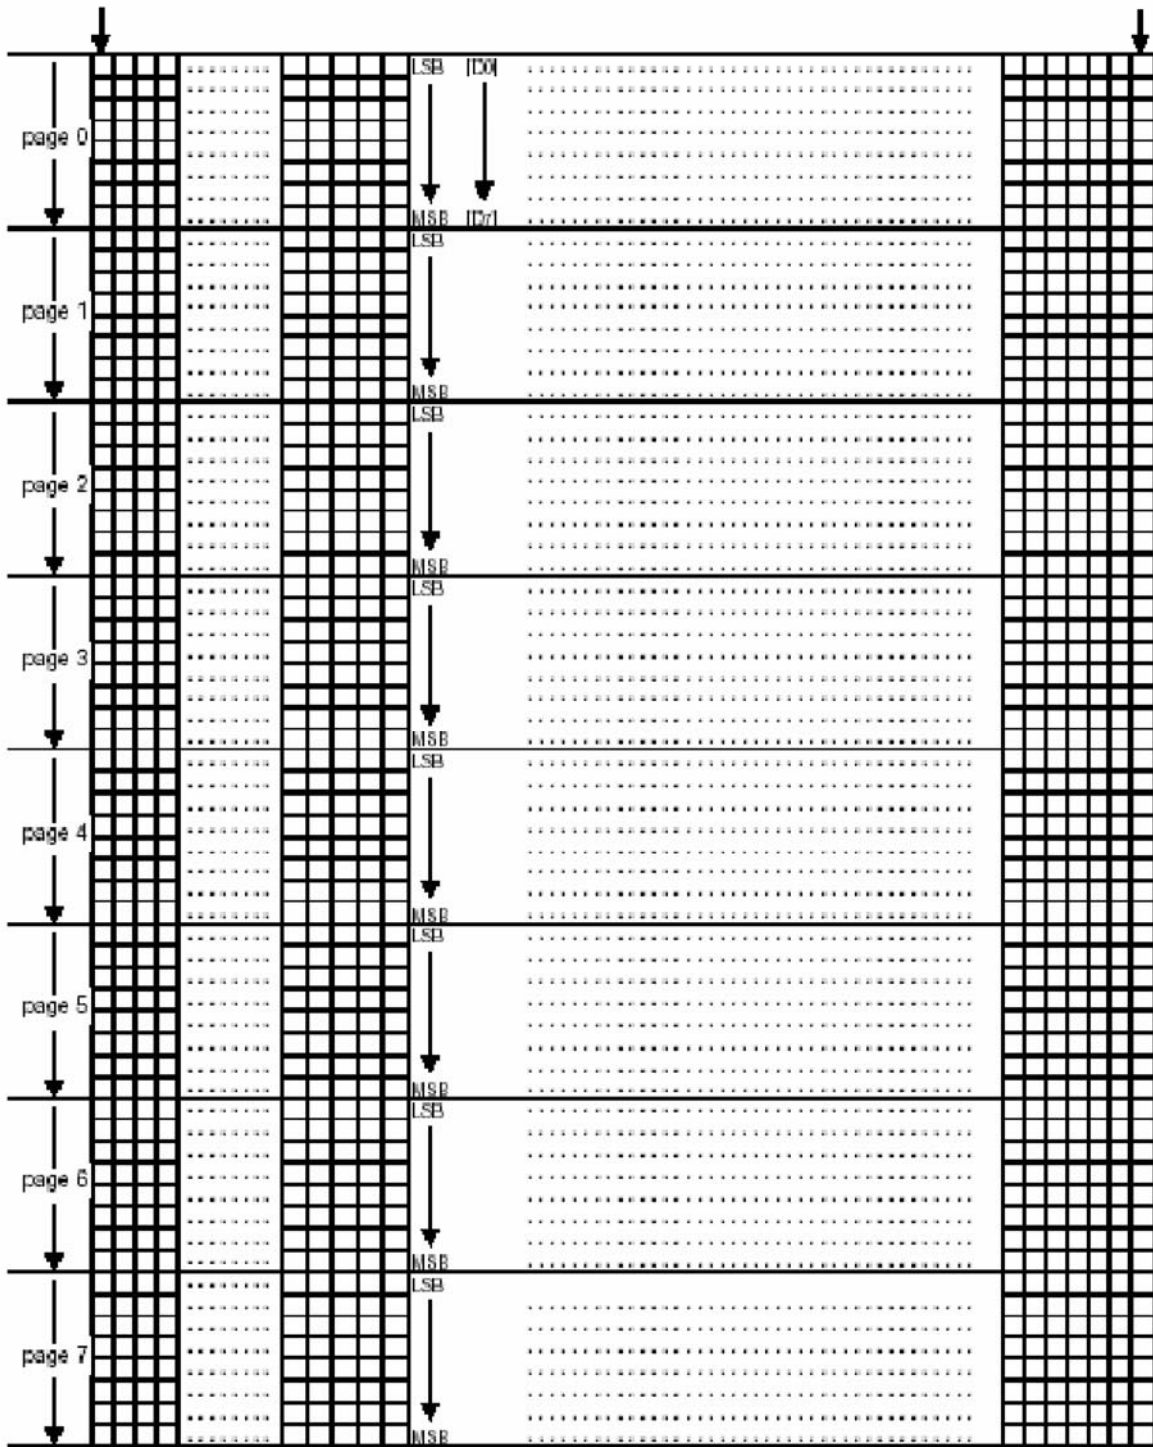 LSB [D0]
page 0
MSB [D7]
LSB
page 1
MSB
LSB
page 2
MSB
LSB
page 3
MSB
LSB
page 4
MSB
LSB
page 5
MSB
LSB
page 6
MSB
LSB
page 7
MSB